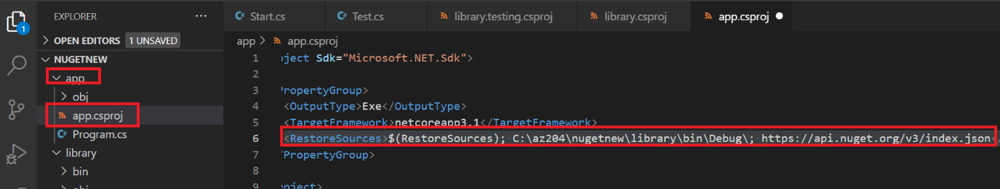 EXPLORER ···
Start.cs Test.cs library.testing.csproj library.csproj app.csproj
OPEN EDITORS 1 UNSAVED
app > app.csproj
NUGETNEW
app
obj
app.csproj
Program.cs
library
bin
obj
1
1 oject Sdk="Microsoft.NET.Sdk">
2
3 PropertyGroup>
4 <OutputType>Exe</OutputType>
5 <TargetFramework>netcoreapp3.1</TargetFramework>
6 <RestoreSources>$(RestoreSources); C:\az204\nugetnew\library\bin\Debug\; https://api.nuget.org/v3/index.json</
7 /PropertyGroup>
8
9 roject>